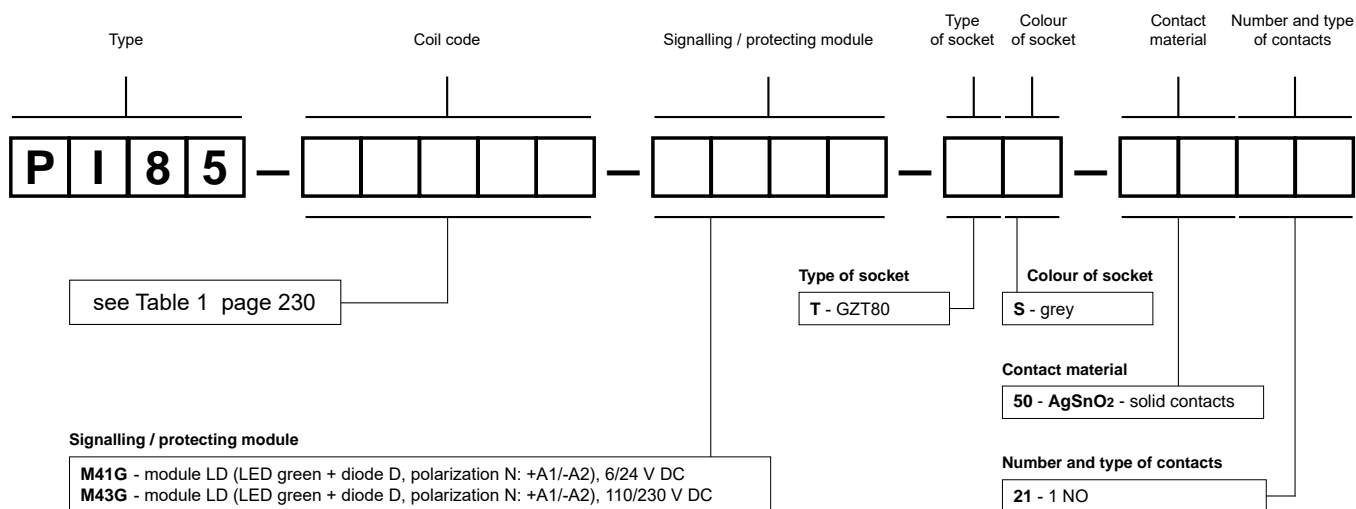 Type
Coil code
Signalling / protecting module
Type
of socket
Colour
of socket
Contact
material
Number and type
of contacts
P I 8 5 – – – –
see Table 1 page 230
Type of socket
T - GZT80
Colour of socket
S - grey
Contact material
50 - AgSnO2 - solid contacts
Signalling / protecting module
M41G - module LD (LED green + diode D, polarization N: +A1/-A2), 6/24 V DC
M43G - module LD (LED green + diode D, polarization N: +A1/-A2), 110/230 V DC
Number and type of contacts
21 - 1 NO